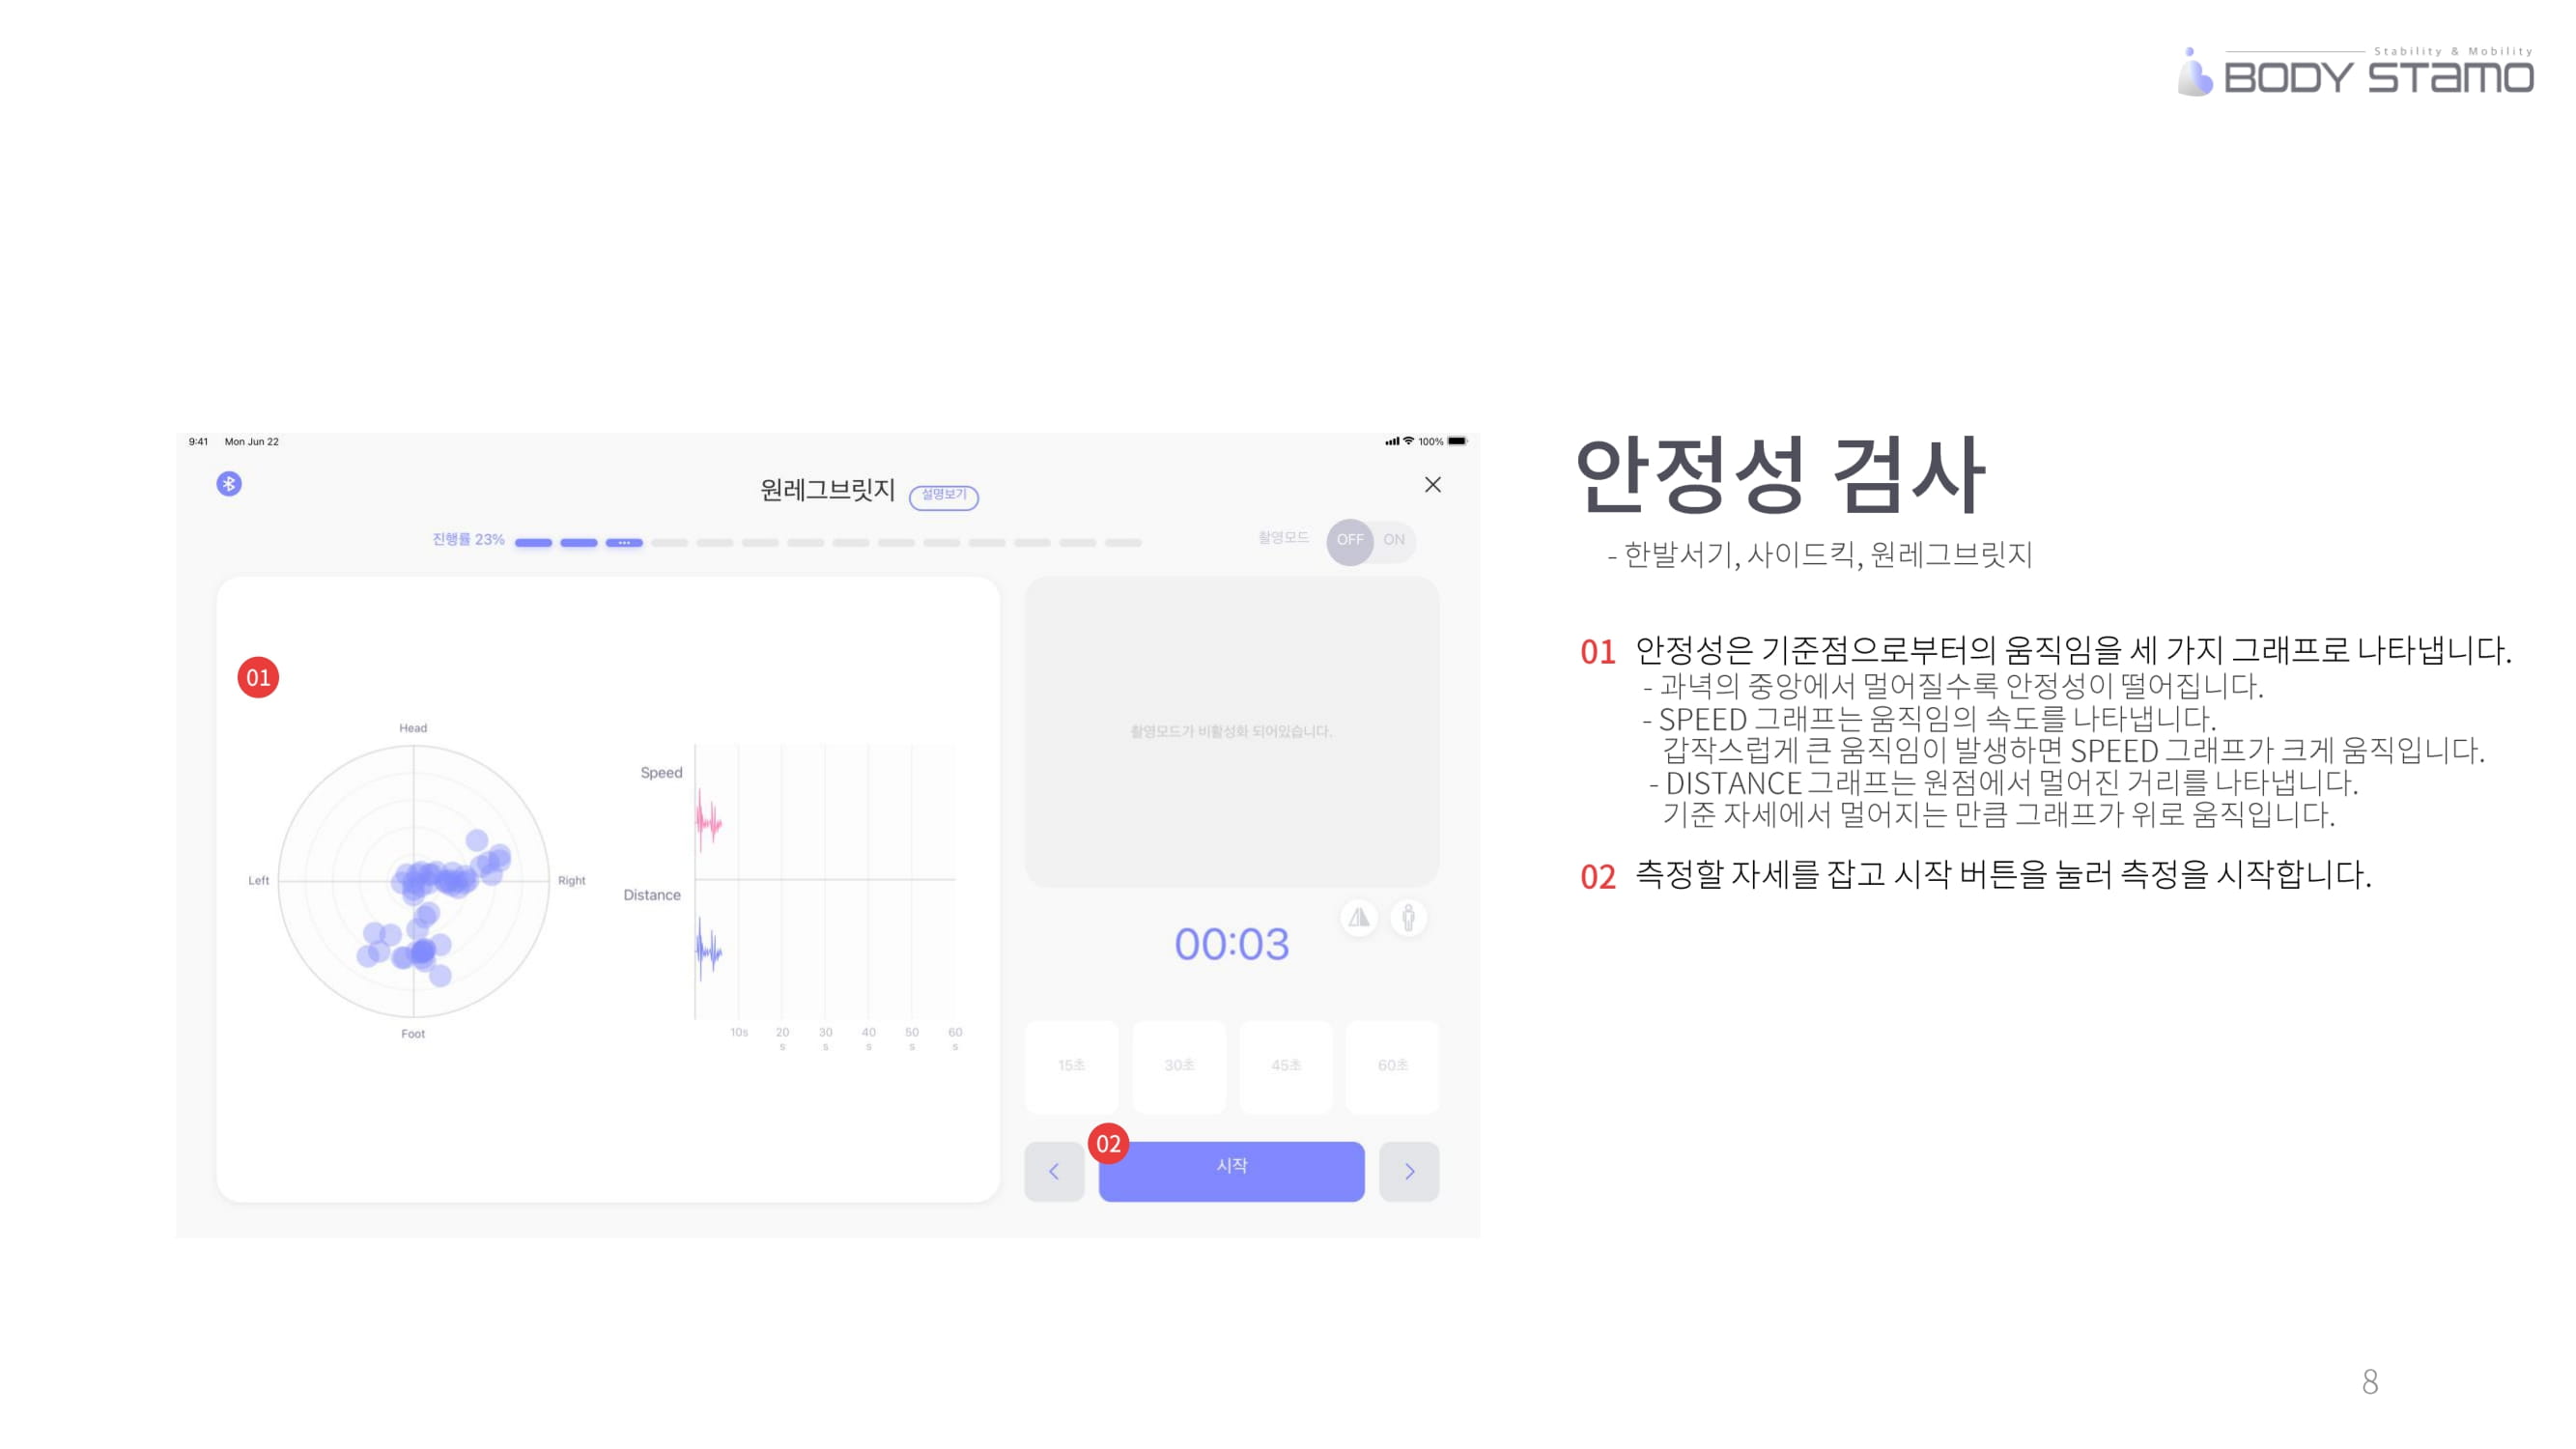 Stability & Mobility
BODY STamo
9:41 Mon Jun 22
100%
원레그브릿지 설명보기
진행률 23%
촬영모드 OFF ON
01
Head
Left
Right
Foot
Speed
Distance
10s 20 30 40 50 60
s s s s s
촬영모드가 비활성화 되어있습니다.
00:03
15초 30초 45초 60초
02
시작
안정성 검사
- 한발서기, 사이드킥, 원레그브릿지
01 안정성은 기준점으로부터의 움직임을 세 가지 그래프로 나타냅니다.
- 과녁의 중앙에서 멀어질수록 안정성이 떨어집니다.
- SPEED 그래프는 움직임의 속도를 나타냅니다.
갑작스럽게 큰 움직임이 발생하면 SPEED 그래프가 크게 움직입니다.
- DISTANCE 그래프는 원점에서 멀어진 거리를 나타냅니다.
기준 자세에서 멀어지는 만큼 그래프가 위로 움직입니다.
02 측정할 자세를 잡고 시작 버튼을 눌러 측정을 시작합니다.
8